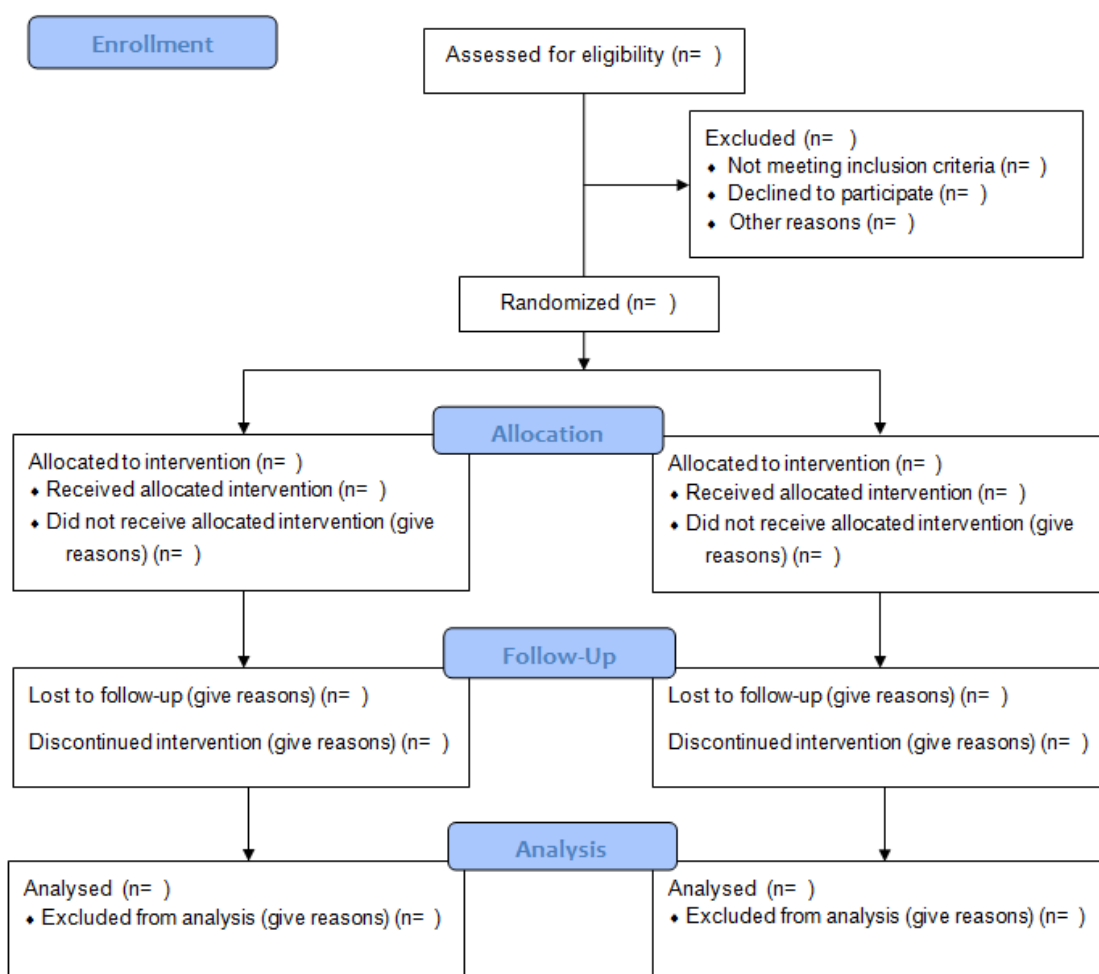 Enrollment
Assessed for eligibility (n= )
Excluded (n= )
⬧ Not meeting inclusion criteria (n= )
⬧ Declined to participate (n= )
⬧ Other reasons (n= )
Randomized (n= )
Allocation
Allocated to intervention (n= )
⬧ Received allocated intervention (n= )
⬧ Did not receive allocated intervention (give
reasons) (n= )
Allocated to intervention (n= )
⬧ Received allocated intervention (n= )
⬧ Did not receive allocated intervention (give
reasons) (n= )
Follow-Up
Lost to follow-up (give reasons) (n= )
Discontinued intervention (give reasons) (n= )
Lost to follow-up (give reasons) (n= )
Discontinued intervention (give reasons) (n= )
Analysis
Analysed (n= )
⬧ Excluded from analysis (give reasons) (n= )
Analysed (n= )
⬧ Excluded from analysis (give reasons) (n= )